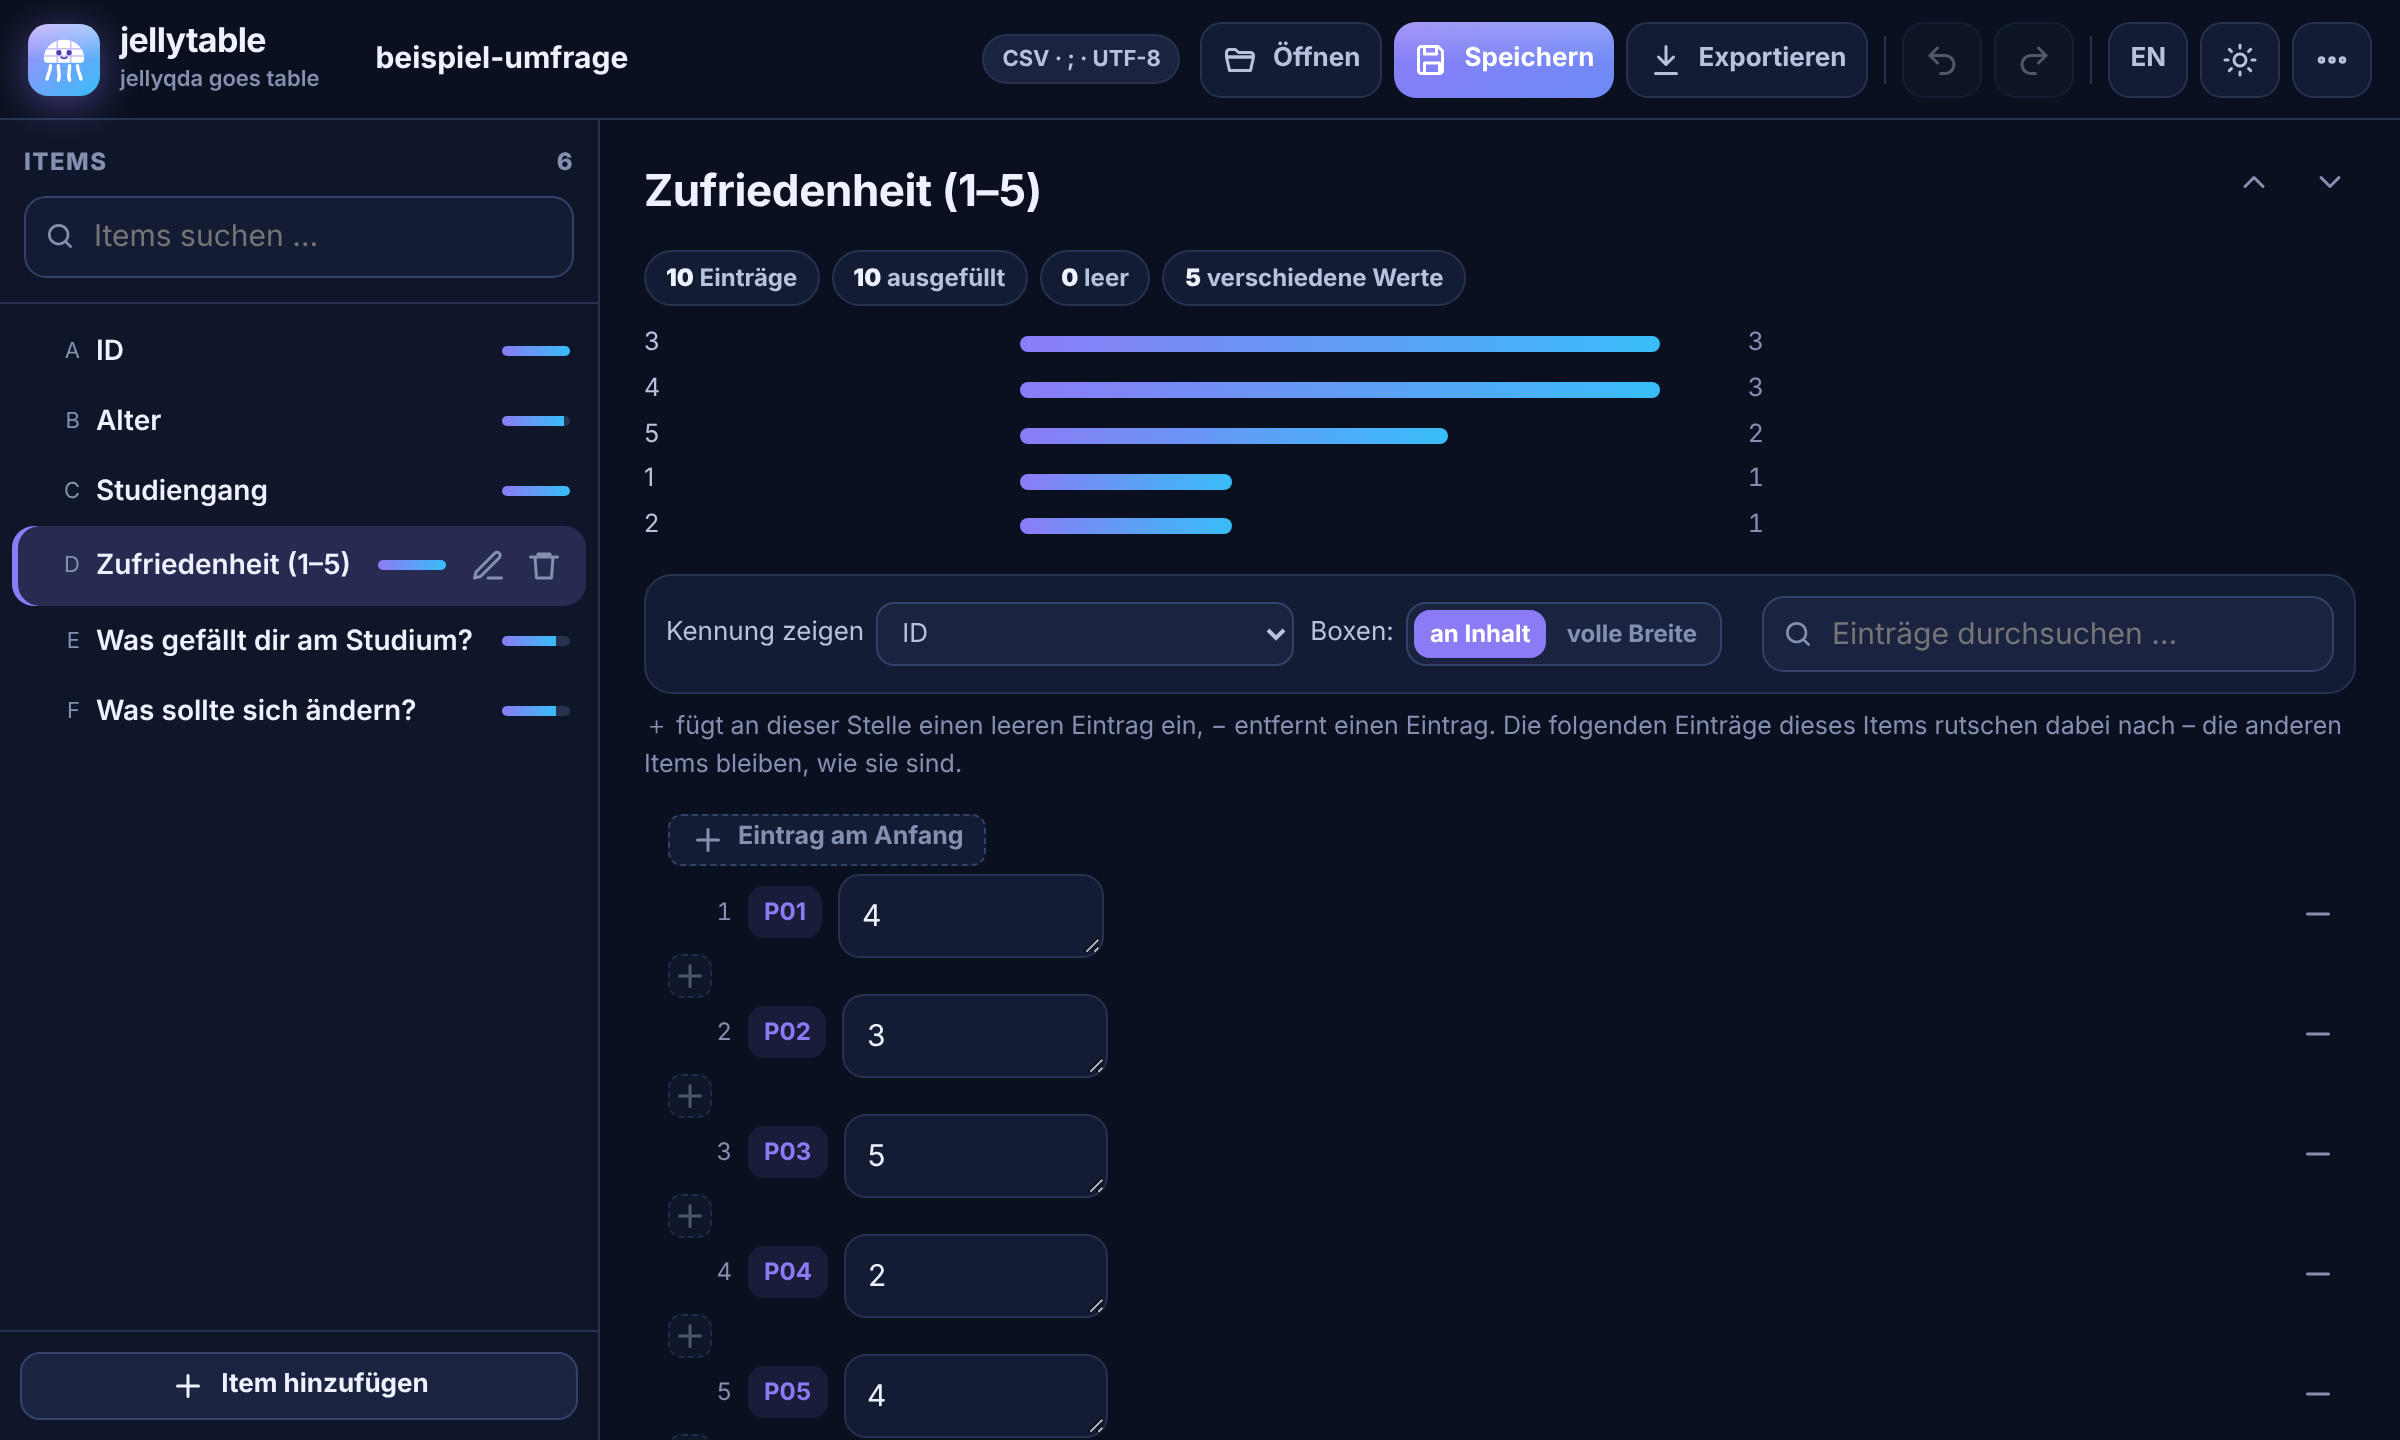 jellytable
jellyqda goes table
beispiel-umfrage
CSV · ; · UTF-8
Öffnen
Speichern
Exportieren
EN
ITEMS 6
Items suchen ...
A ID
B Alter
C Studiengang
D Zufriedenheit (1–5)
E Was gefällt dir am Studium?
F Was sollte sich ändern?
Item hinzufügen
Zufriedenheit (1–5)
10 Einträge
10 ausgefüllt
0 leer
5 verschiedene Werte
3 3
4 3
5 2
1 1
2 1
Kennung zeigen ID Boxen: an Inhalt volle Breite Einträge durchsuchen ...
+ fügt an dieser Stelle einen leeren Eintrag ein, − entfernt einen Eintrag. Die folgenden Einträge dieses Items rutschen dabei nach – die anderen
Items bleiben, wie sie sind.
Eintrag am Anfang
1 P01 4
2 P02 3
3 P03 5
4 P04 2
5 P05 4